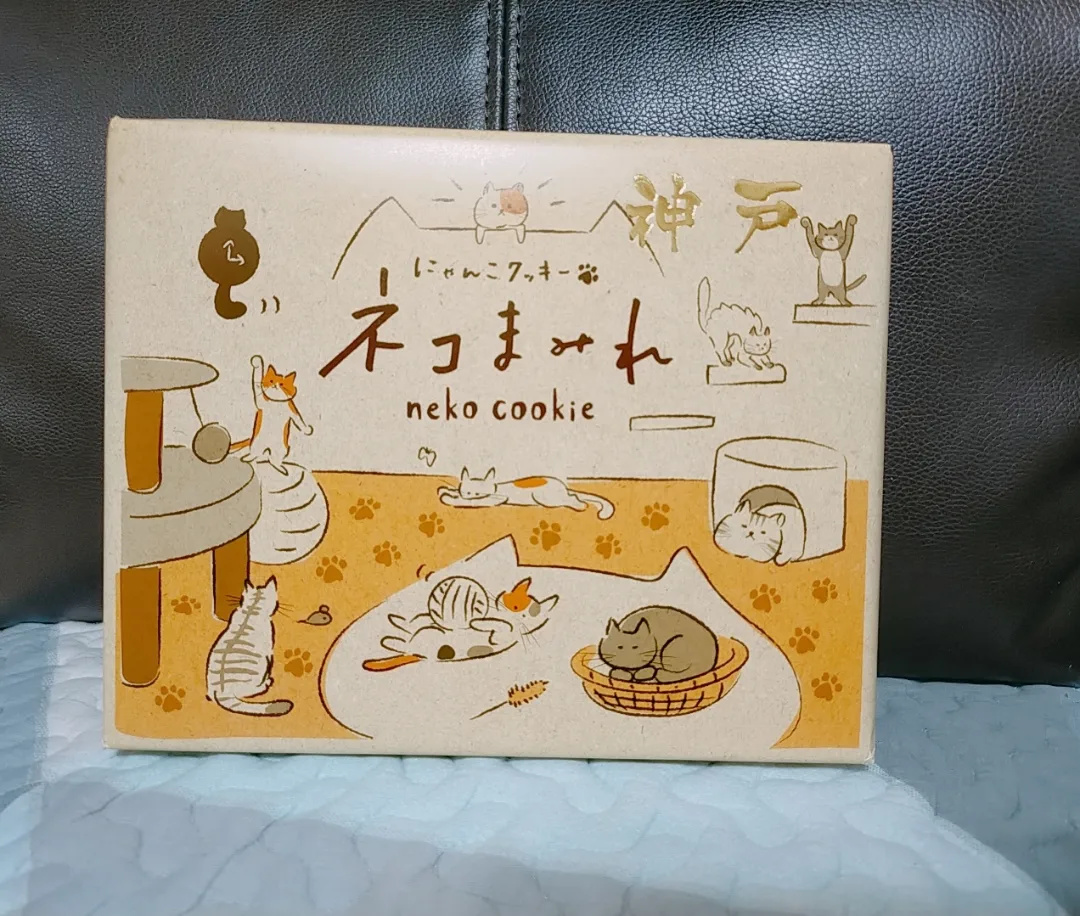 神戸
にゃんこクッキー
ネコまみれ
neko cookie